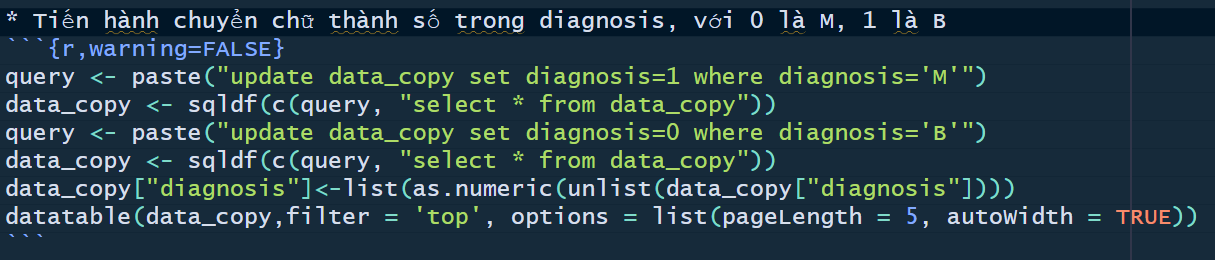 * Tiến hành chuyển chữ thành số trong diagnosis, với 0 là M, 1 là B
```{r,warning=FALSE}
query <- paste("update data_copy set diagnosis=1 where diagnosis='M'")
data_copy <- sqldf(c(query, "select * from data_copy"))
query <- paste("update data_copy set diagnosis=0 where diagnosis='B'")
data_copy <- sqldf(c(query, "select * from data_copy"))
data_copy["diagnosis"]<-list(as.numeric(unlist(data_copy["diagnosis"])))
datatable(data_copy,filter = 'top', options = list(pageLength = 5, autoWidth = TRUE))
```